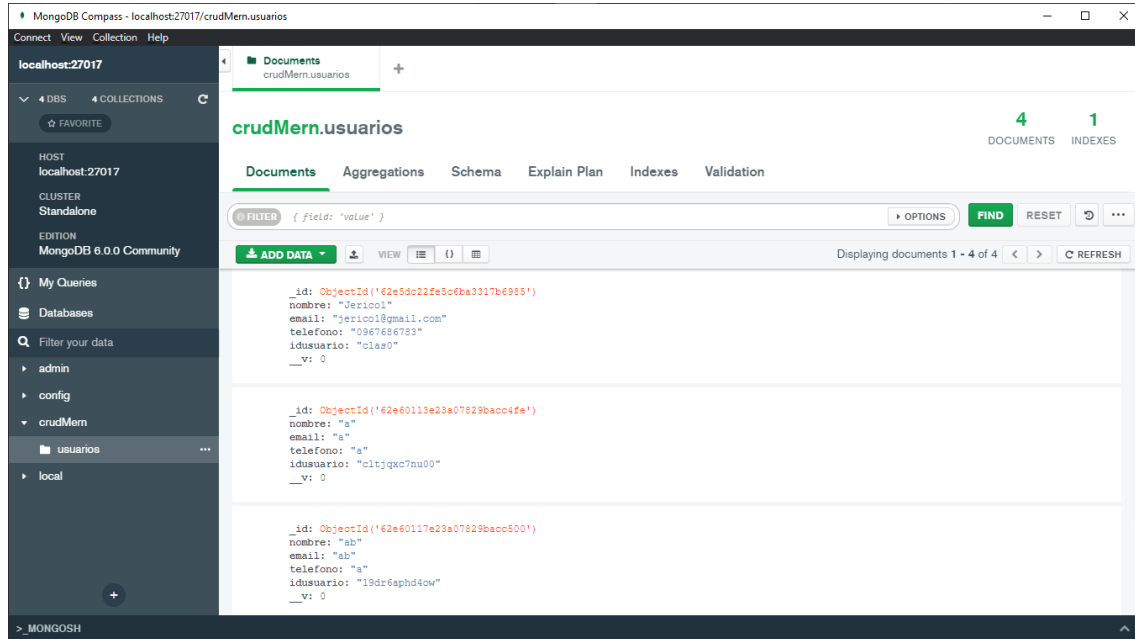 MongoDB Compass - localhost:27017/crudMern.usuarios
Connect View Collection Help
localhost:27017
4 DBS 4 COLLECTIONS
FAVORITE
HOST
localhost:27017
CLUSTER
Standalone
EDITION
MongoDB 6.0.0 Community
{} My Queries
Databases
Filter your data
admin
config
crudMern
usuarios
local
Documents
crudMern.usuarios
crudMern.usuarios
4 DOCUMENTS
1 INDEXES
Documents Aggregations Schema Explain Plan Indexes Validation
FILTER { field: 'value' } OPTIONS FIND RESET
ADD DATA VIEW {} Displaying documents 1 - 4 of 4 < > REFRESH
_id: ObjectId('62e5dc22fe5c6ba3317b6985')
nombre: "Jerico1"
email: "jerico1@gmail.com"
telefono: "0967686783"
idusuario: "clas0"
__v: 0
_id: ObjectId('62e60113e23a07829bacc4fe')
nombre: "a"
email: "a"
telefono: "a"
idusuario: "cltjqxc7nu00"
__v: 0
_id: ObjectId('62e60117e23a07829bacc500')
nombre: "ab"
email: "ab"
telefono: "a"
idusuario: "19dr6aphd4ow"
__v: 0
>_MONGOSH